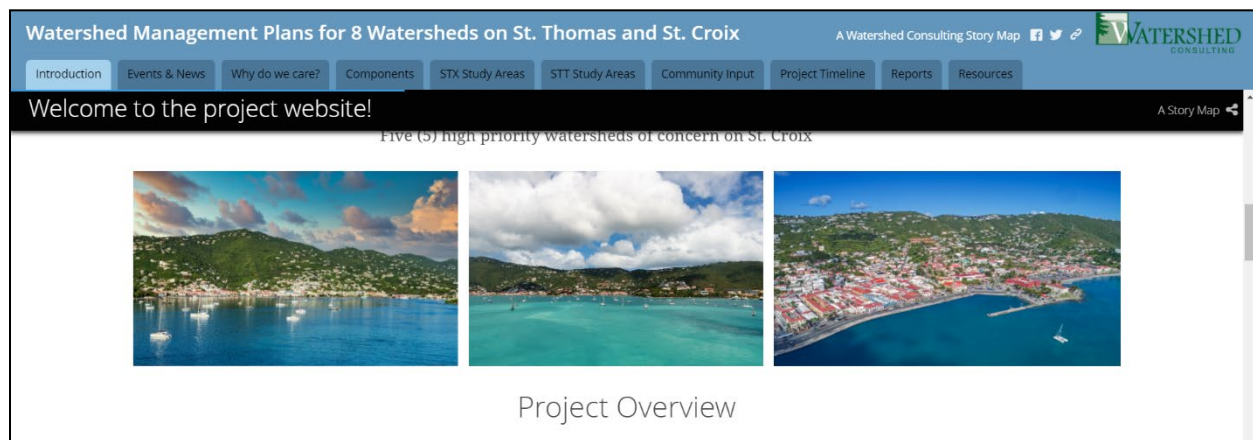 Watershed Management Plans for 8 Watersheds on St. Thomas and St. Croix
A Watershed Consulting Story Map
WATERSHED
CONSULTING
Introduction
Events & News
Why do we care?
Components
STX Study Areas
STT Study Areas
Community Input
Project Timeline
Reports
Resources
Welcome to the project website!
A Story Map
Five (5) high priority watersheds of concern on St. Croix
Project Overview